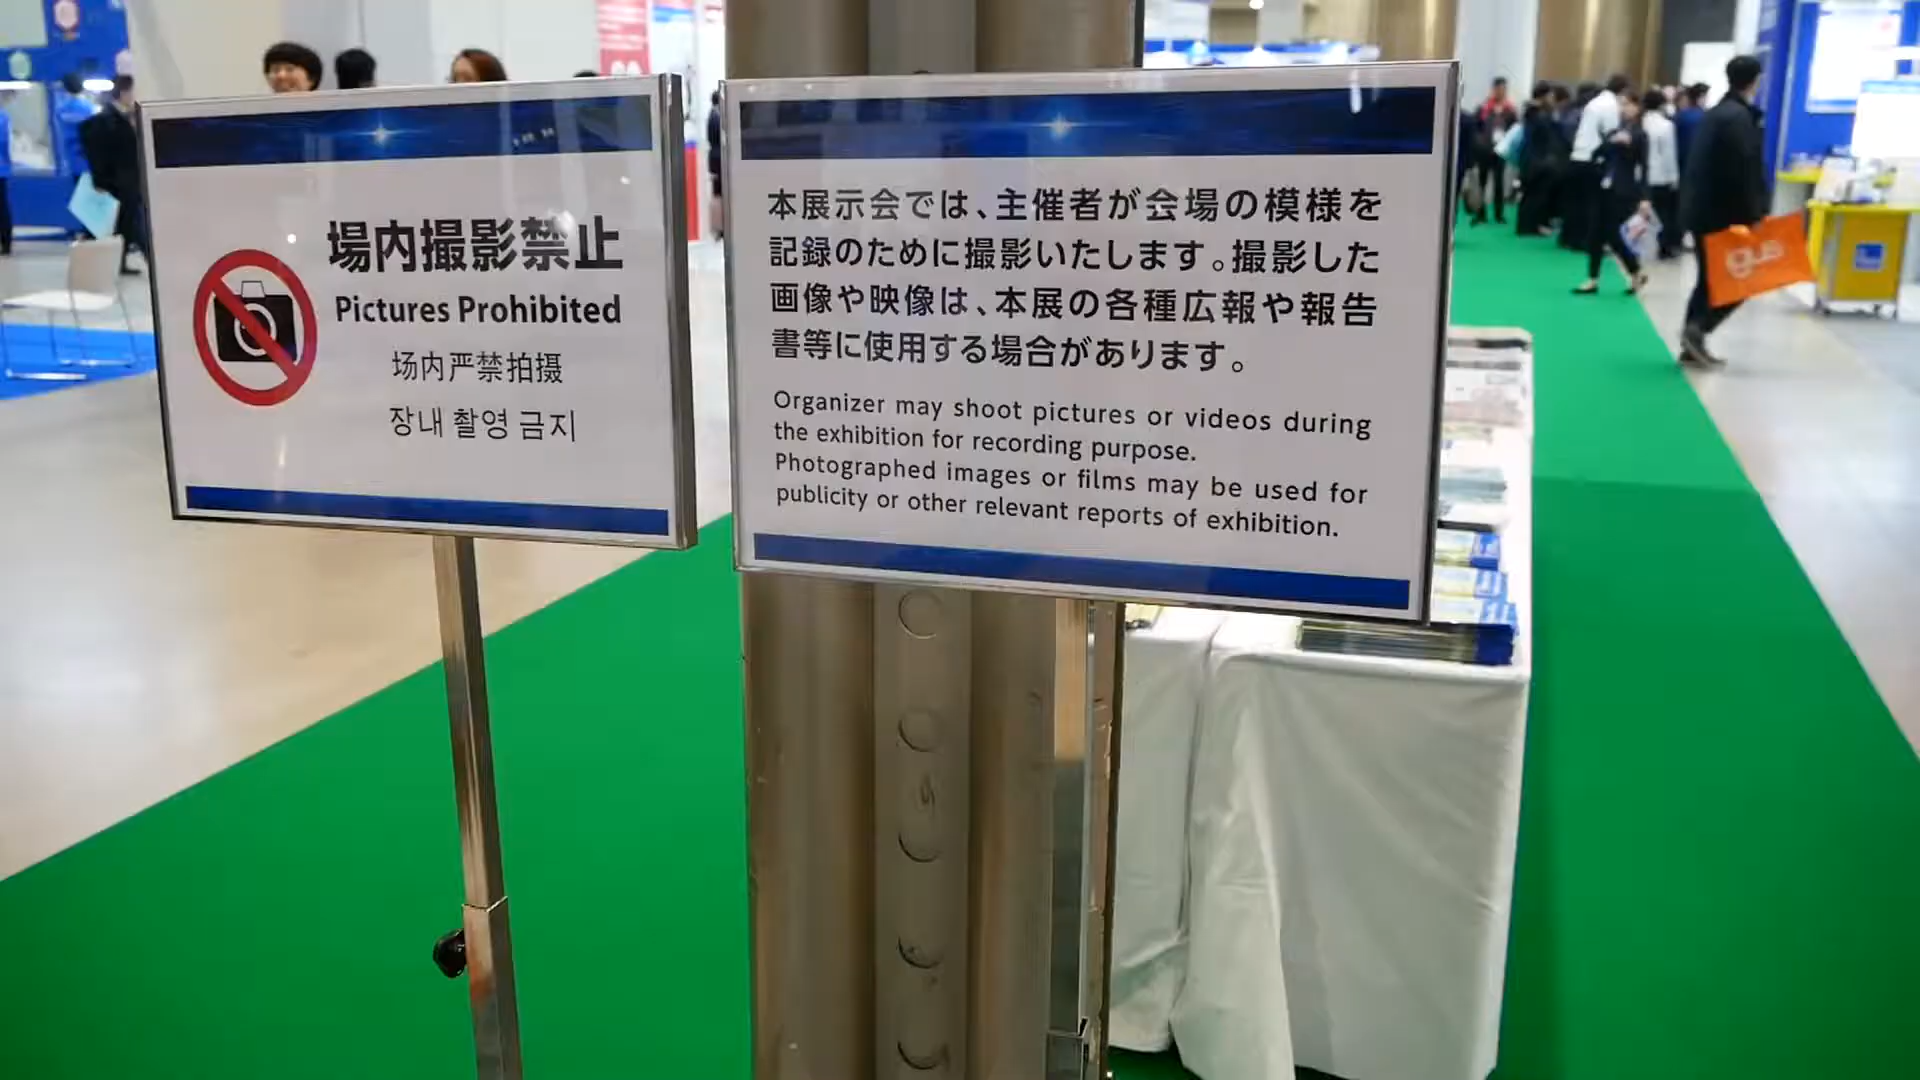 場内撮影禁止
Pictures Prohibited
场内严禁拍摄
장내 촬영 금지
本展示会では、主催者が会場の模様を
記録のために撮影いたします。撮影した
画像や映像は、本展の各種広報や報告
書等に使用する場合があります。
Organizer may shoot pictures or videos during
the exhibition for recording purpose.
Photographed images or films may be used for
publicity or other relevant reports of exhibition.